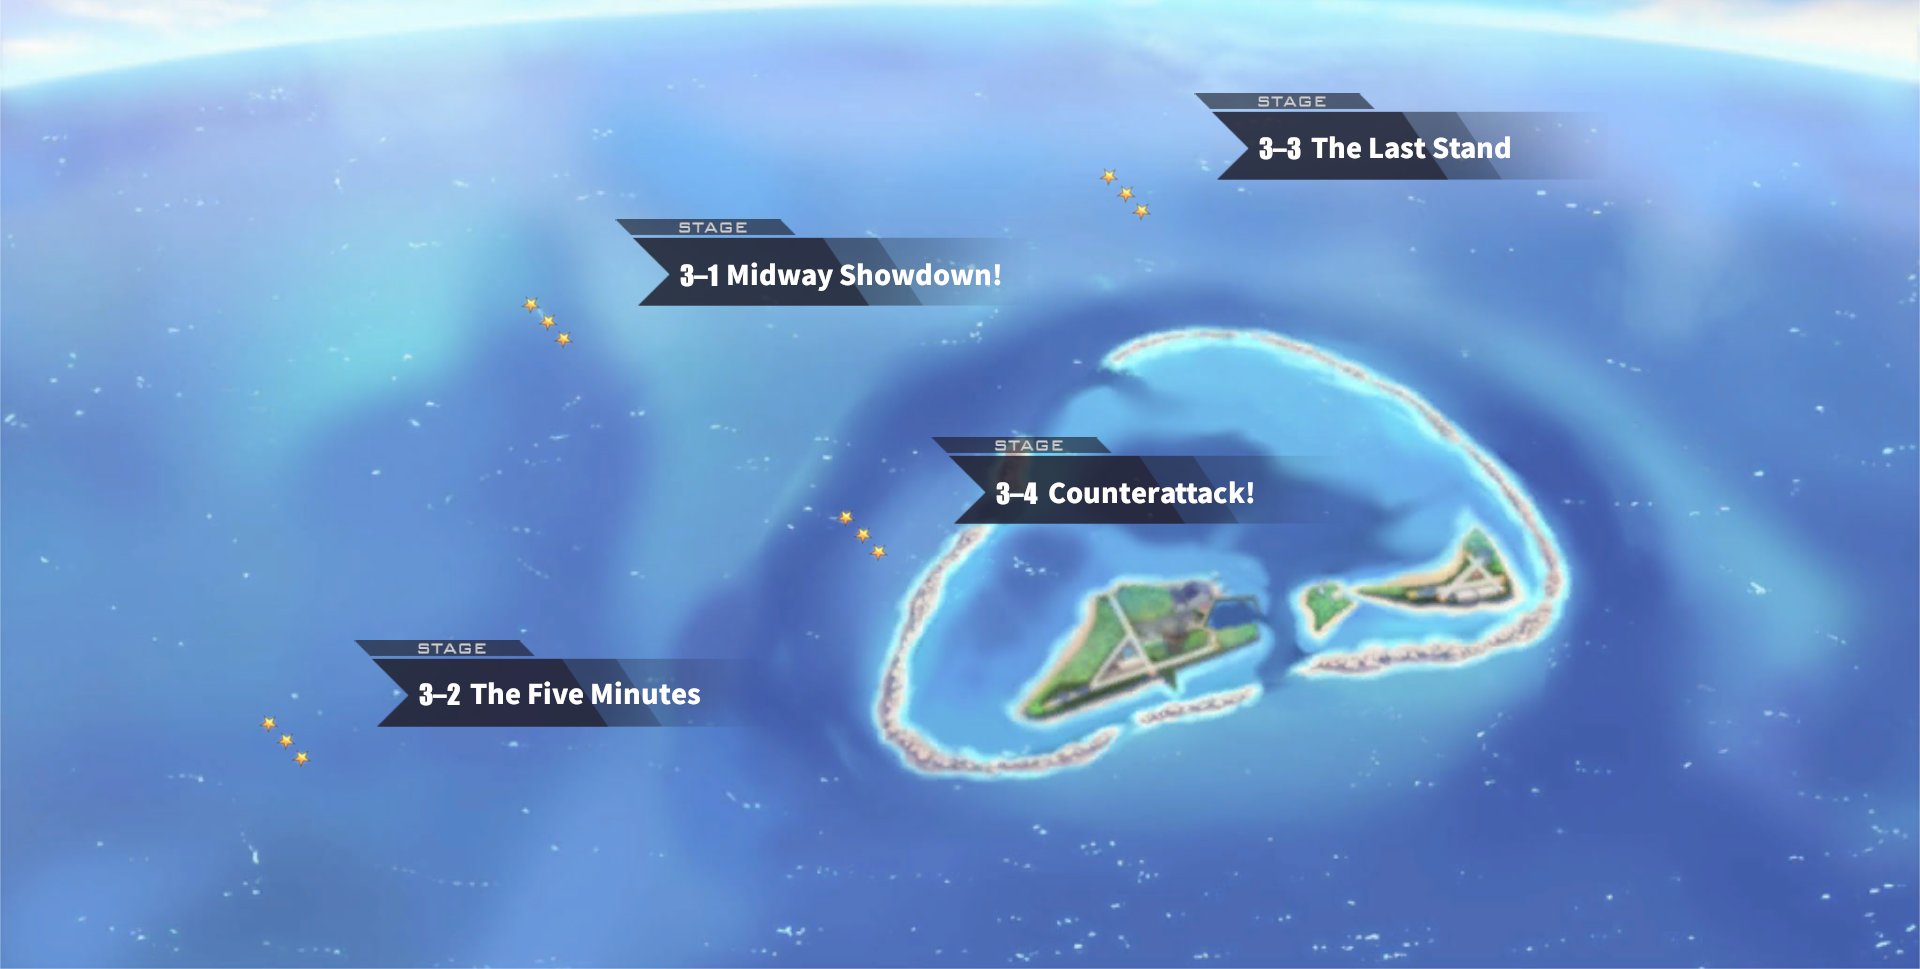 STAGE
3–3 The Last Stand
STAGE
3–1 Midway Showdown!
STAGE
3–4 Counterattack!
STAGE
3–2 The Five Minutes